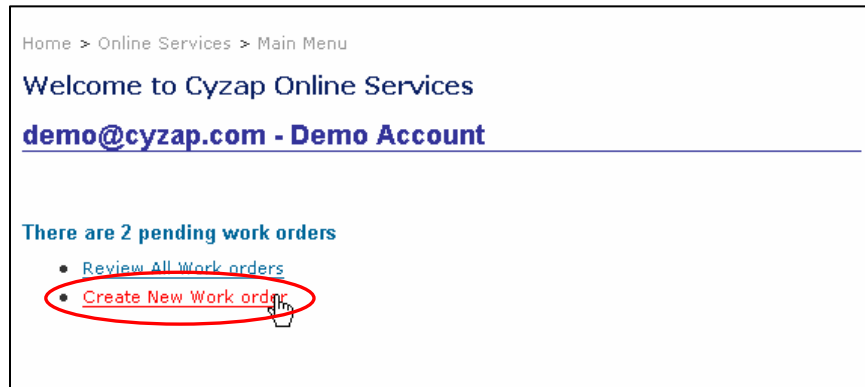 Home > Online Services > Main Menu
Welcome to Cyzap Online Services
demo@cyzap.com - Demo Account
There are 2 pending work orders
Review All Work orders
Create New Work order